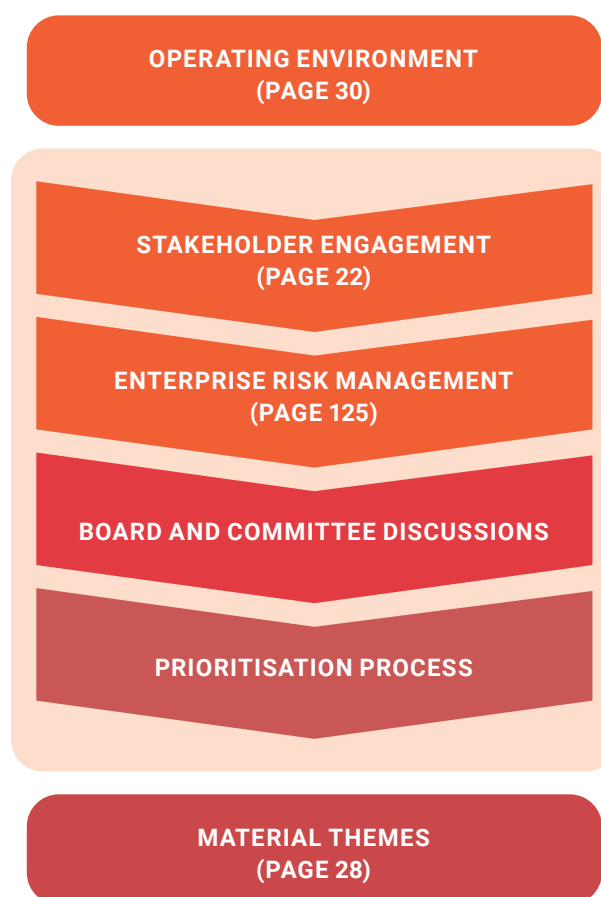 OPERATING ENVIRONMENT
(PAGE 30)
STAKEHOLDER ENGAGEMENT
(PAGE 22)
ENTERPRISE RISK MANAGEMENT
(PAGE 125)
BOARD AND COMMITTEE DISCUSSIONS
PRIORITISATION PROCESS
MATERIAL THEMES
(PAGE 28)